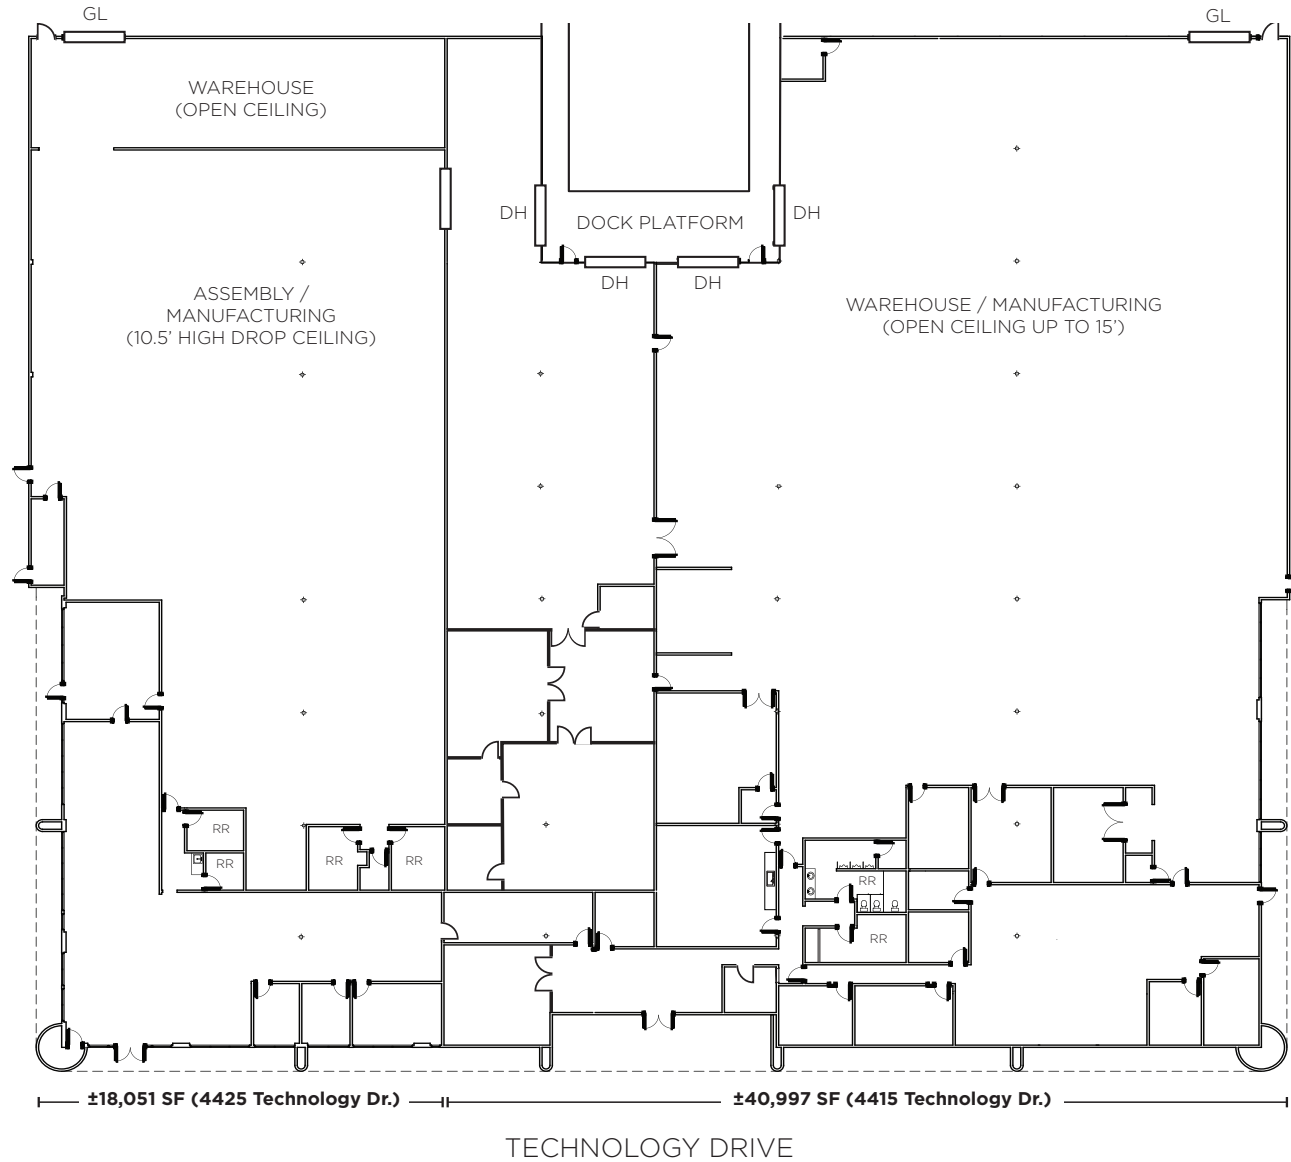 GL
GL
WAREHOUSE
(OPEN CEILING)
DH
DOCK PLATFORM
DH
DH
DH
ASSEMBLY /
MANUFACTURING
(10.5’ HIGH DROP CEILING)
WAREHOUSE / MANUFACTURING
(OPEN CEILING UP TO 15’)
RR
RR
RR
RR
RR
RR
±18,051 SF (4425 Technology Dr.)
±40,997 SF (4415 Technology Dr.)
TECHNOLOGY DRIVE